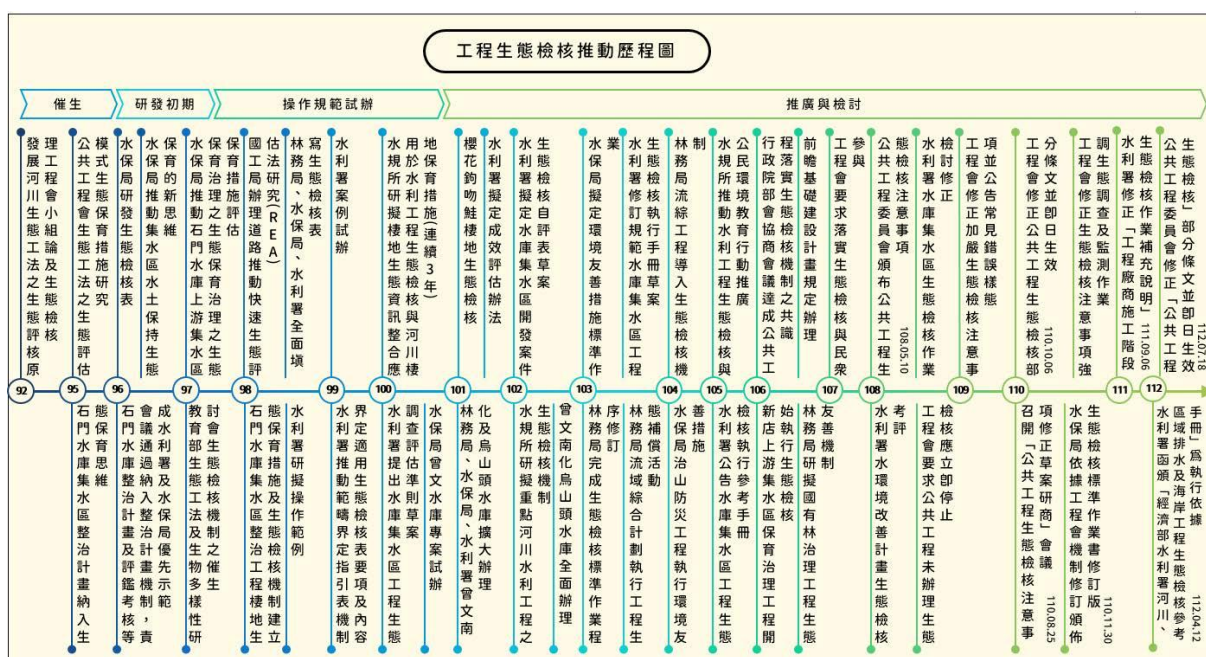 工程生態檢核推動歷程圖
催生
研發初期
操作規範試辦
推廣與檢討
發展河川生態工法之生態評核原
理工程會小組論及生態檢核
公共工程會生態工法之生態評估
模式生態保育措施研究
水保局研發生態檢核表
水保局推動集水區水土保持生態
保育的新思維
水保局推動石門水庫上游集水區
保育治理之生態保育治理之生態
保育措施評估
國工局辦理道路推動快速生態評
估法研究(REA)
林務局、水保局、水利署全面填
寫生態檢核表
水利署案例試辦
水規所研擬棲地生態資訊整合應
用於水利工程生態檢核與河川棲
地保育措施(連續3年)
櫻花鉤吻鮭棲地生態檢核
水利署擬定成效評估辦法
水利署擬定水庫集水區開發案件
生態檢核自評表草案
水保局擬定環境友善措施標準作
業
水利署修訂規範水庫集水區工程
生態檢核執行手冊草案
林務局流綜工程導入生態檢核機
制
水規所推動水利工程生態檢核與
公民環境教育行動推廣
行政院部會協商會議達成公共工
程落實生態檢核機制之共識
前瞻基礎建設計畫規定辦理
工程會要求落實生態檢核與民眾
參與
公共工程委員會頒布公共工程生
態檢核注意事項
108.05.10
水利署水庫集水區生態檢核作業
檢討修正
工程會修正加嚴生態檢核注意事
項並公告常見錯誤樣態
工程會修正公共工程生態檢核部
分條文並卽日生效
110.10.06
工程會修正生態檢核注意事項強
調生態調查及監測作業
水利署修正「工程廠商施工階段
生態檢核作業補充說明」
111.09.06
公共工程委員會修正「公共工程
生態檢核」部分條文並卽日生效
112.07.18
92
95
96
97
98
99
100
101
102
103
104
105
106
107
108
109
110
111
112
石門水庫集水區整治計畫納入生
態保育思維
石門水庫整治計畫及評鑑考核等
會議通過納入整治計畫機制，責
成水利署及水保局優先示範
教育部生態工法及生物多樣性研
討會生態檢核機制之催生
石門水庫集水區整治工程棲地生
態保育措施及生態檢核機制建立
水利署研擬操作範例
水利署推動範疇界定指引表機制
界定適用生態檢核表要項及內容
水利署提出水庫集水區工程生態
調查評估準則草案
水保局曾文水庫專案試辦
林務局、水保局、水利署曾文南
化及烏山頭水庫擴大辦理
水規所研擬重點河川水利工程之
生態檢核機制
曾文南化烏山頭水庫全面辦理
林務局完成生態檢核標準作業程
序修訂
林務局流域綜合計劃執行工程生
態補償活動
水保局治山防災工程執行環境友
善措施
水利署公告水庫集水區工程生態
檢核執行參考手冊
新店上游集水區保育治理工程開
始執行生態檢核
林務局研擬國有林治理工程生態
友善機制
水利署水環境改善計畫生態檢核
考評
工程會要求公共工程未辦理生態
檢核應立卽停止
召開「公共工程生態檢核注意事
項修正草案研商」會議
110.08.25
水保局依據工程會機制修訂頒佈
生態檢核標準作業書修訂版
110.11.30
水利署函頒「經濟部水利署河川、
區域排水及海岸工程生態檢核參考
手冊」為執行依據
112.04.12